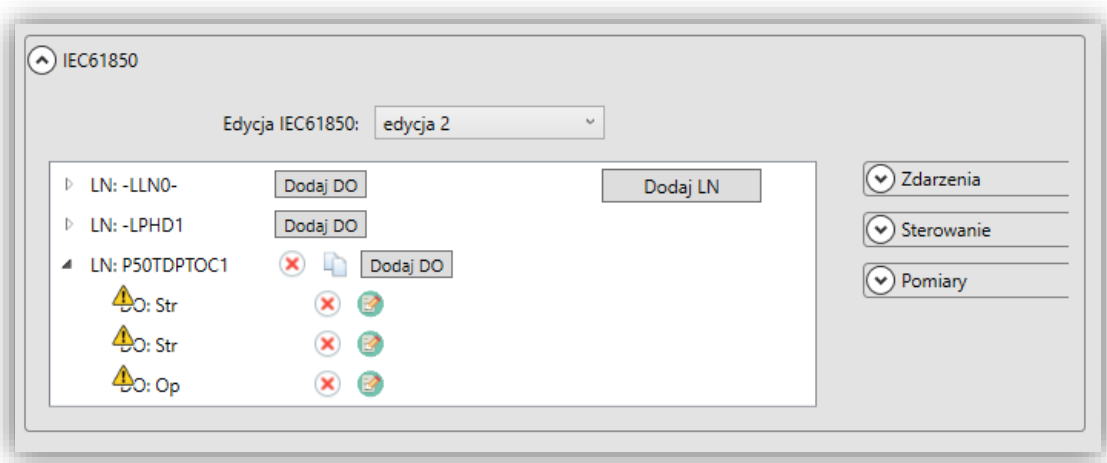 IEC61850
Edycja IEC61850: edycja 2
LN: -LLN0- Dodaj DO Dodaj LN Zdarzenia
LN: -LPHD1 Dodaj DO Sterowanie
LN: P50TDPTOC1 Dodaj DO Pomiary
DO: Str
DO: Str
DO: Op